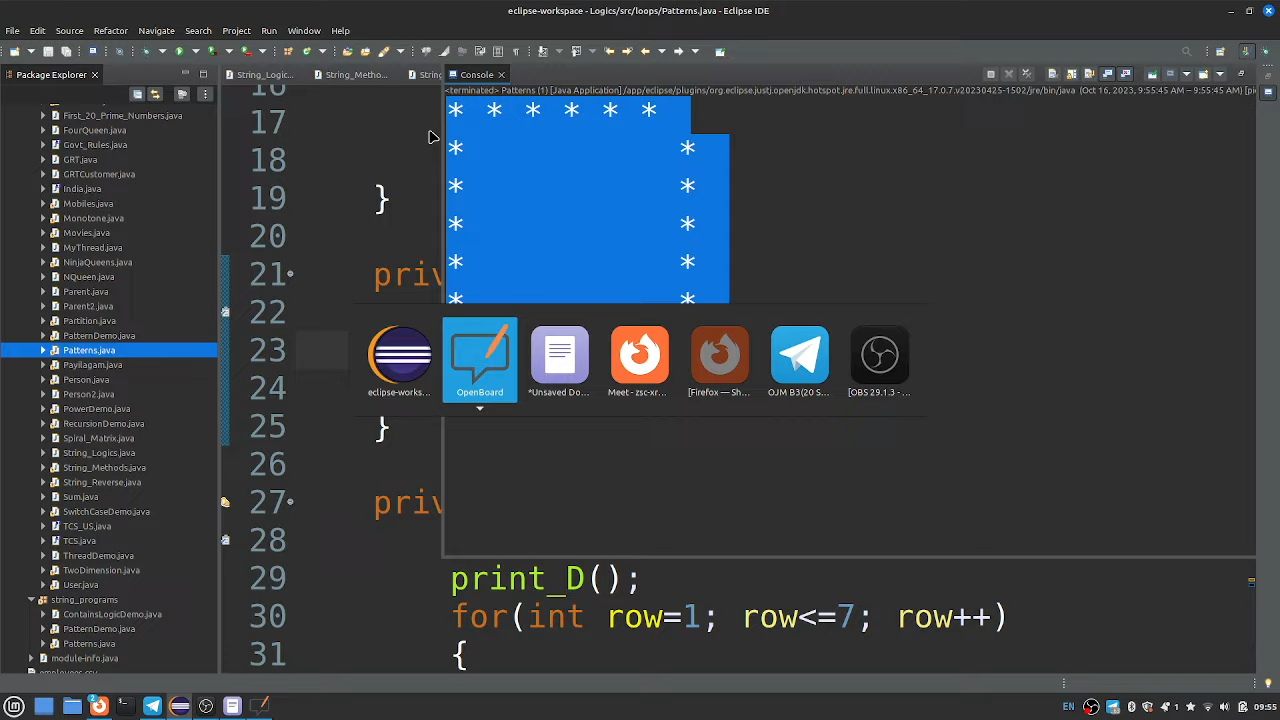 eclipse-workspace - Logics/src/loops/Patterns.java - Eclipse IDE
File Edit Source Refactor Navigate Search Project Run Window Help
Package Explorer
String_Logic...
String_Metho...
String
Console
<terminated> Patterns (1) [Java Application] /app/eclipse/plugins/org.eclipse.justj.openjdk.hotspot.jre.full.linux.x86_64_17.0.7.v20230425-1502/jre/bin/java (Oct 16, 2023, 9:55:45 AM – 9:55:45 AM) [pi
First_20_Prime_Numbers.java
FourQueen.java
Govt_Rules.java
GRT.java
GRTCustomer.java
India.java
Mobiles.java
Monotone.java
Movies.java
MyThread.java
NinjaQueens.java
NQueen.java
Parent.java
Parent2.java
Partition.java
PatternDemo.java
Patterns.java
Payilagam.java
Person.java
Person2.java
PowerDemo.java
RecursionDemo.java
Spiral_Matrix.java
String_Logics.java
String_Methods.java
String_Reverse.java
Sum.java
SwitchCaseDemo.java
TCS_US.java
TCS.java
ThreadDemo.java
TwoDimension.java
User.java
string_programs
ContainsLogicDemo.java
PatternDemo.java
Patterns.java
module-info.java
employees.csv
16
17
18
19 }
20
21 priv
22
23
24
25 }
26
27 priv
28
29 print_D();
30 for(int row=1; row<=7; row++)
31 {
* * * * * *
* *
* *
* *
* *
* *
eclipse-works...
OpenBoard
*Unsaved Do...
Meet - zsc-xr...
[Firefox — Sh...
OJM B3(20 S...
[OBS 29.1.3 - ...
2
EN
1
09:55